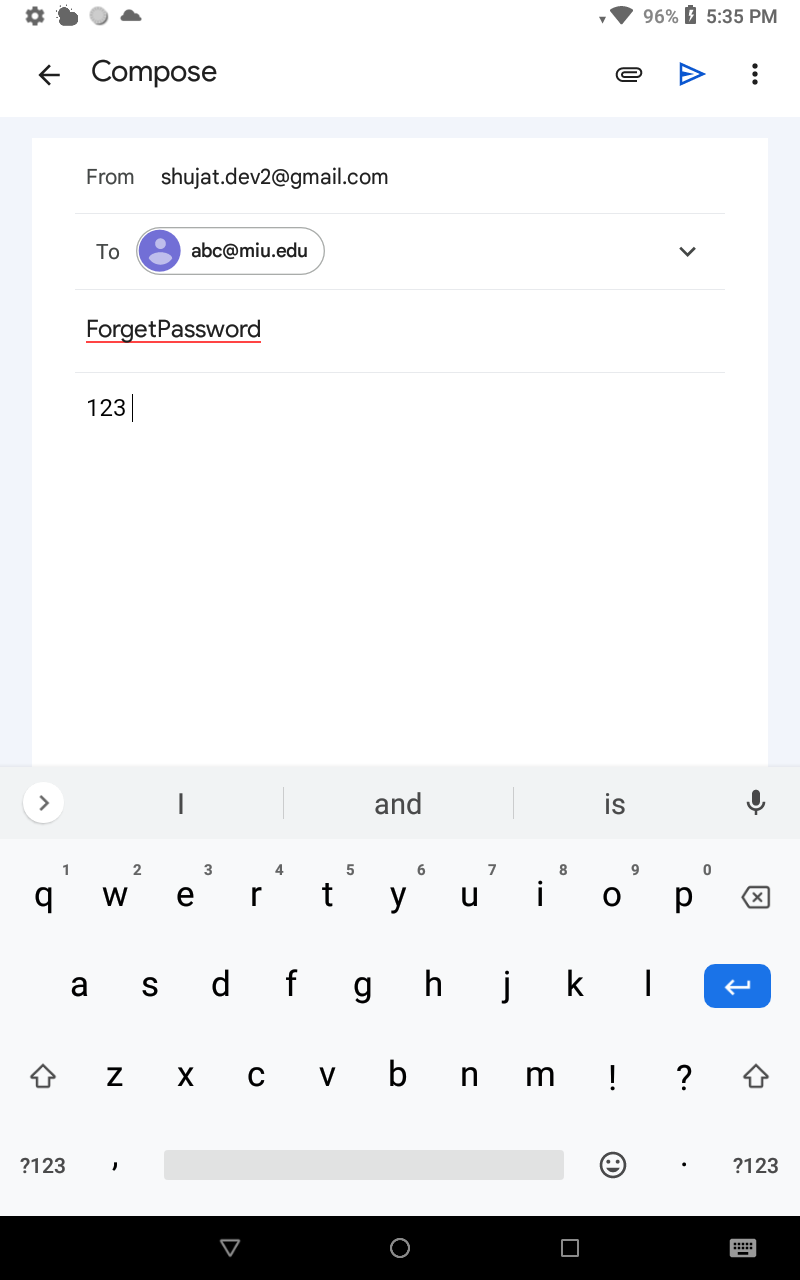 96% 5:35 PM
Compose
From shujat.dev2@gmail.com
To abc@miu.edu
ForgetPassword
123
I and is
1 2 3 4 5 6 7 8 9 0
q w e r t y u i o p
a s d f g h j k l
z x c v b n m ! ?
?123 , . ?123